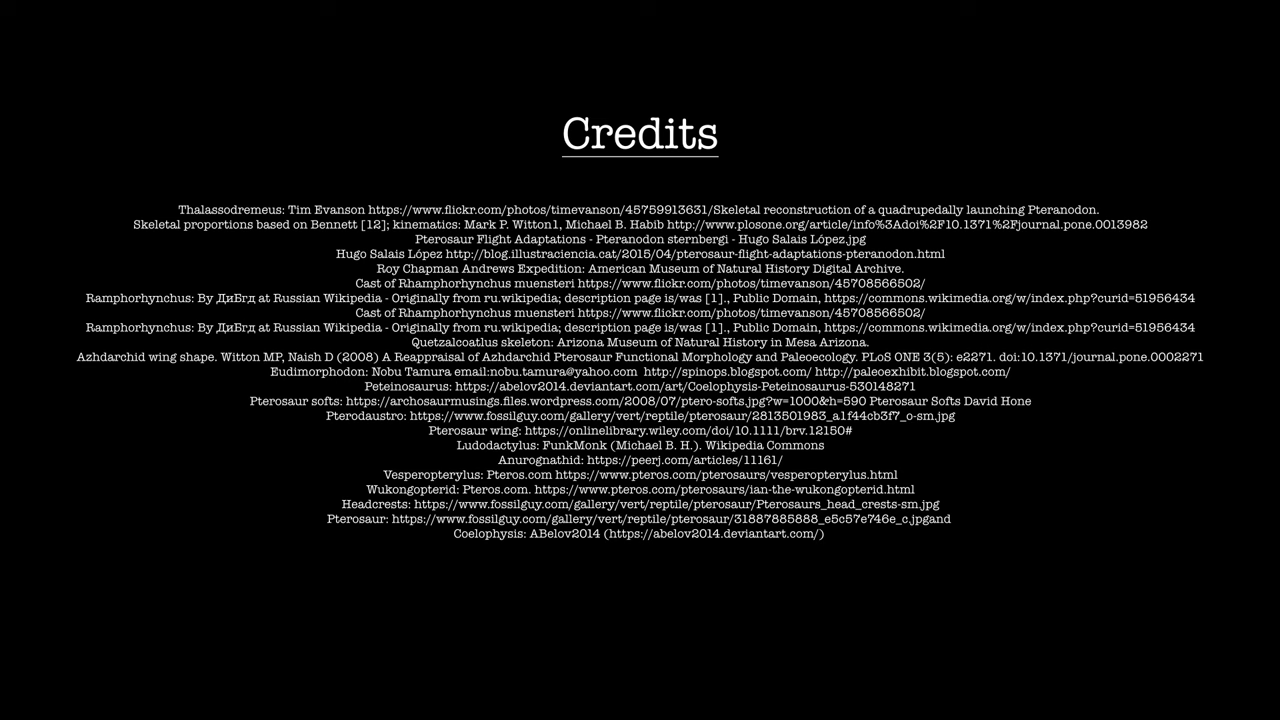 Credits
Thalassodremeus: Tim Evanson https://www.flickr.com/photos/timevanson/45759913631/Skeletal reconstruction of a quadrupedally launching Pteranodon.
Skeletal proportions based on Bennett [12]; kinematics: Mark P. Witton1, Michael B. Habib http://www.plosone.org/article/info%3Adoi%2F10.1371%2Fjournal.pone.0013982
Pterosaur Flight Adaptations - Pteranodon sternbergi - Hugo Salais López.jpg
Hugo Salais López http://blog.illustraciencia.cat/2015/04/pterosaur-flight-adaptations-pteranodon.html
Roy Chapman Andrews Expedition: American Museum of Natural History Digital Archive.
Cast of Rhamphorhynchus muensteri https://www.flickr.com/photos/timevanson/45708566502/
Ramphorhynchus: By ДиБгд at Russian Wikipedia - Originally from ru.wikipedia; description page is/was [1]., Public Domain, https://commons.wikimedia.org/w/index.php?curid=51956434
Cast of Rhamphorhynchus muensteri https://www.flickr.com/photos/timevanson/45708566502/
Ramphorhynchus: By ДиБгд at Russian Wikipedia - Originally from ru.wikipedia; description page is/was [1]., Public Domain, https://commons.wikimedia.org/w/index.php?curid=51956434
Quetzalcoatlus skeleton: Arizona Museum of Natural History in Mesa Arizona.
Azhdarchid wing shape. Witton MP, Naish D (2008) A Reappraisal of Azhdarchid Pterosaur Functional Morphology and Paleoecology. PLoS ONE 3(5): e2271. doi:10.1371/journal.pone.0002271
Eudimorphodon: Nobu Tamura email:nobu.tamura@yahoo.com http://spinops.blogspot.com/ http://paleoexhibit.blogspot.com/
Peteinosaurus: https://abelov2014.deviantart.com/art/Coelophysis-Peteinosaurus-530148271
Pterosaur softs: https://archosaurmusings.files.wordpress.com/2008/07/ptero-softs.jpg?w=1000&h=590 Pterosaur Softs David Hone
Pterodaustro: https://www.fossilguy.com/gallery/vert/reptile/pterosaur/2813501983_a1f44cb3f7_o-sm.jpg
Pterosaur wing: https://onlinelibrary.wiley.com/doi/10.1111/brv.12150#
Ludodactylus: FunkMonk (Michael B. H.). Wikipedia Commons
Anurognathid: https://peerj.com/articles/11161/
Vesperopterylus: Pteros.com https://www.pteros.com/pterosaurs/vesperopterylus.html
Wukongopterid: Pteros.com. https://www.pteros.com/pterosaurs/ian-the-wukongopterid.html
Headcrests: https://www.fossilguy.com/gallery/vert/reptile/pterosaur/Pterosaurs_head_crests-sm.jpg
Pterosaur: https://www.fossilguy.com/gallery/vert/reptile/pterosaur/31887885888_e5c57e746e_c.jpgand
Coelophysis: ABelov2014 (https://abelov2014.deviantart.com/)